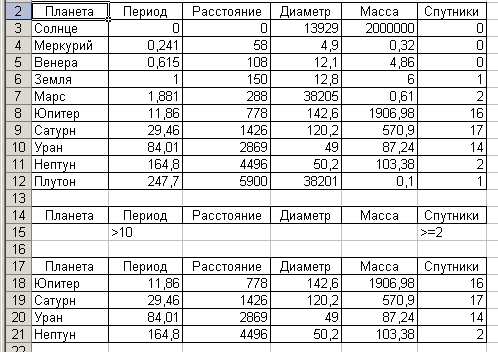 2 Планета Период Расстояние Диаметр Масса Спутники
3 Солнце 0 0 13929 2000000 0
4 Меркурий 0,241 58 4,9 0,32 0
5 Венера 0,615 108 12,1 4,86 0
6 Земля 1 150 12,8 6 1
7 Марс 1,881 288 38205 0,61 2
8 Юпитер 11,86 778 142,6 1906,98 16
9 Сатурн 29,46 1426 120,2 570,9 17
10 Уран 84,01 2869 49 87,24 14
11 Нептун 164,8 4496 50,2 103,38 2
12 Плутон 247,7 5900 38201 0,1 1
13
14 Планета Период Расстояние Диаметр Масса Спутники
15 >10 >=2
16
17 Планета Период Расстояние Диаметр Масса Спутники
18 Юпитер 11,86 778 142,6 1906,98 16
19 Сатурн 29,46 1426 120,2 570,9 17
20 Уран 84,01 2869 49 87,24 14
21 Нептун 164,8 4496 50,2 103,38 2